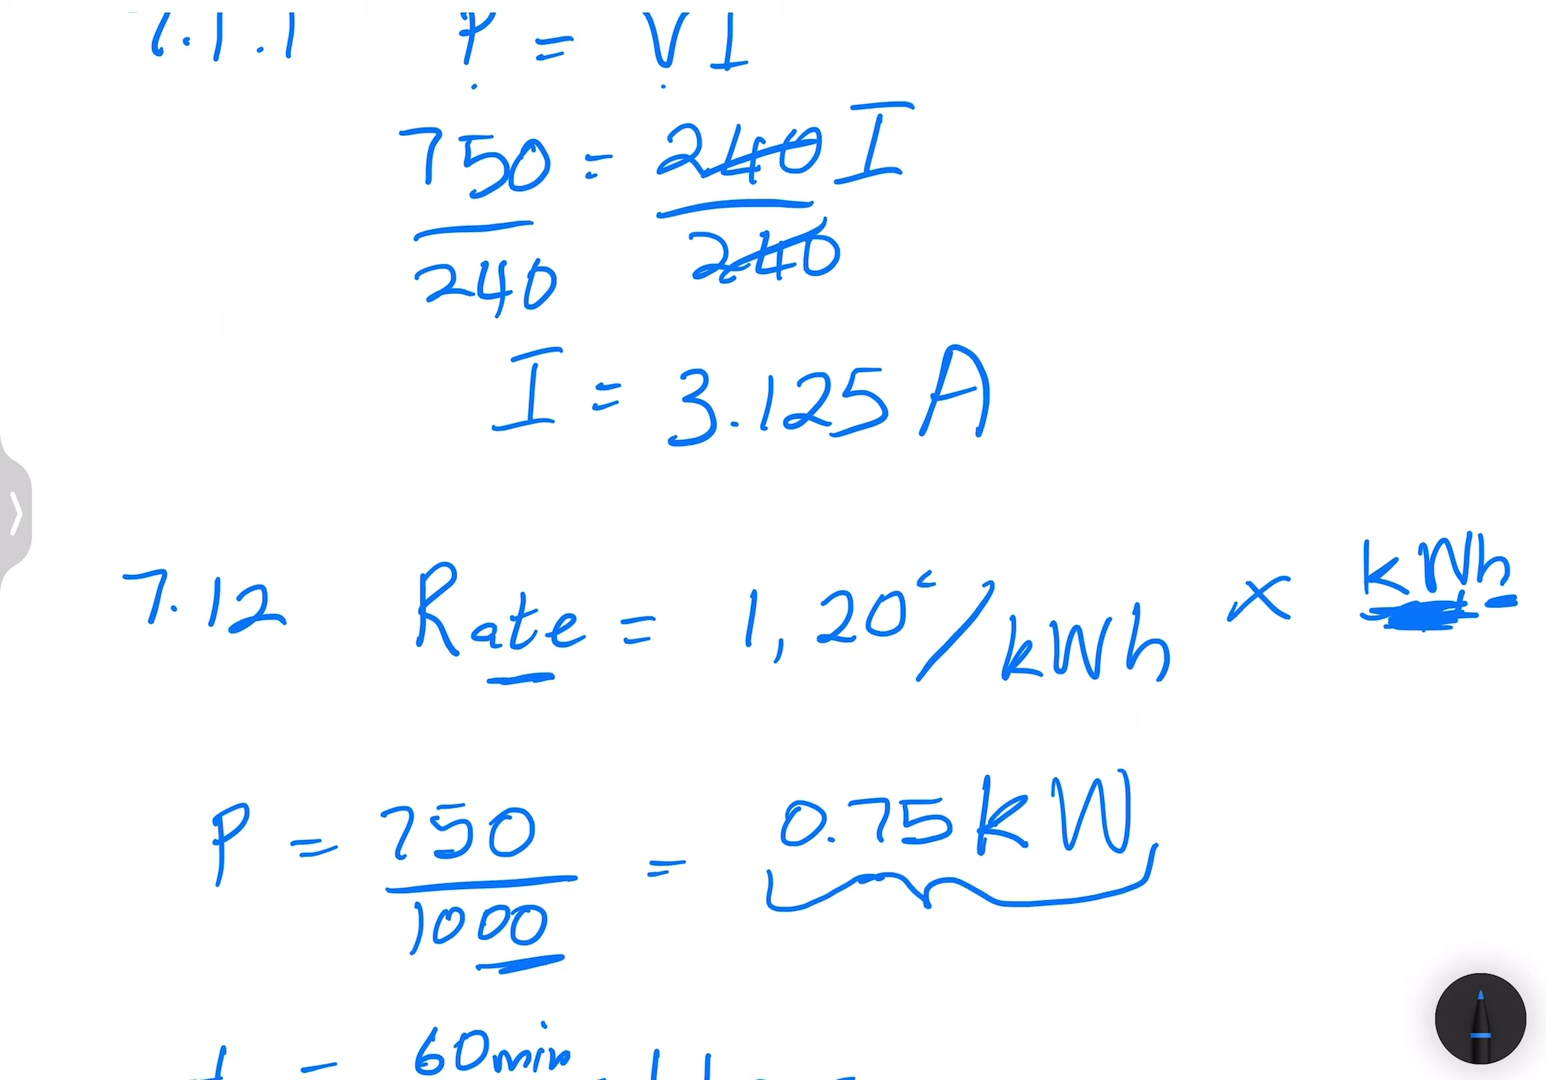 7.1.1 P = VI
750 = 240 I
240 240
I = 3.125 A
7.12 Rate = 1,20c/kWh × kWh
P = 750 = 0.75 kW
1000
= 60min